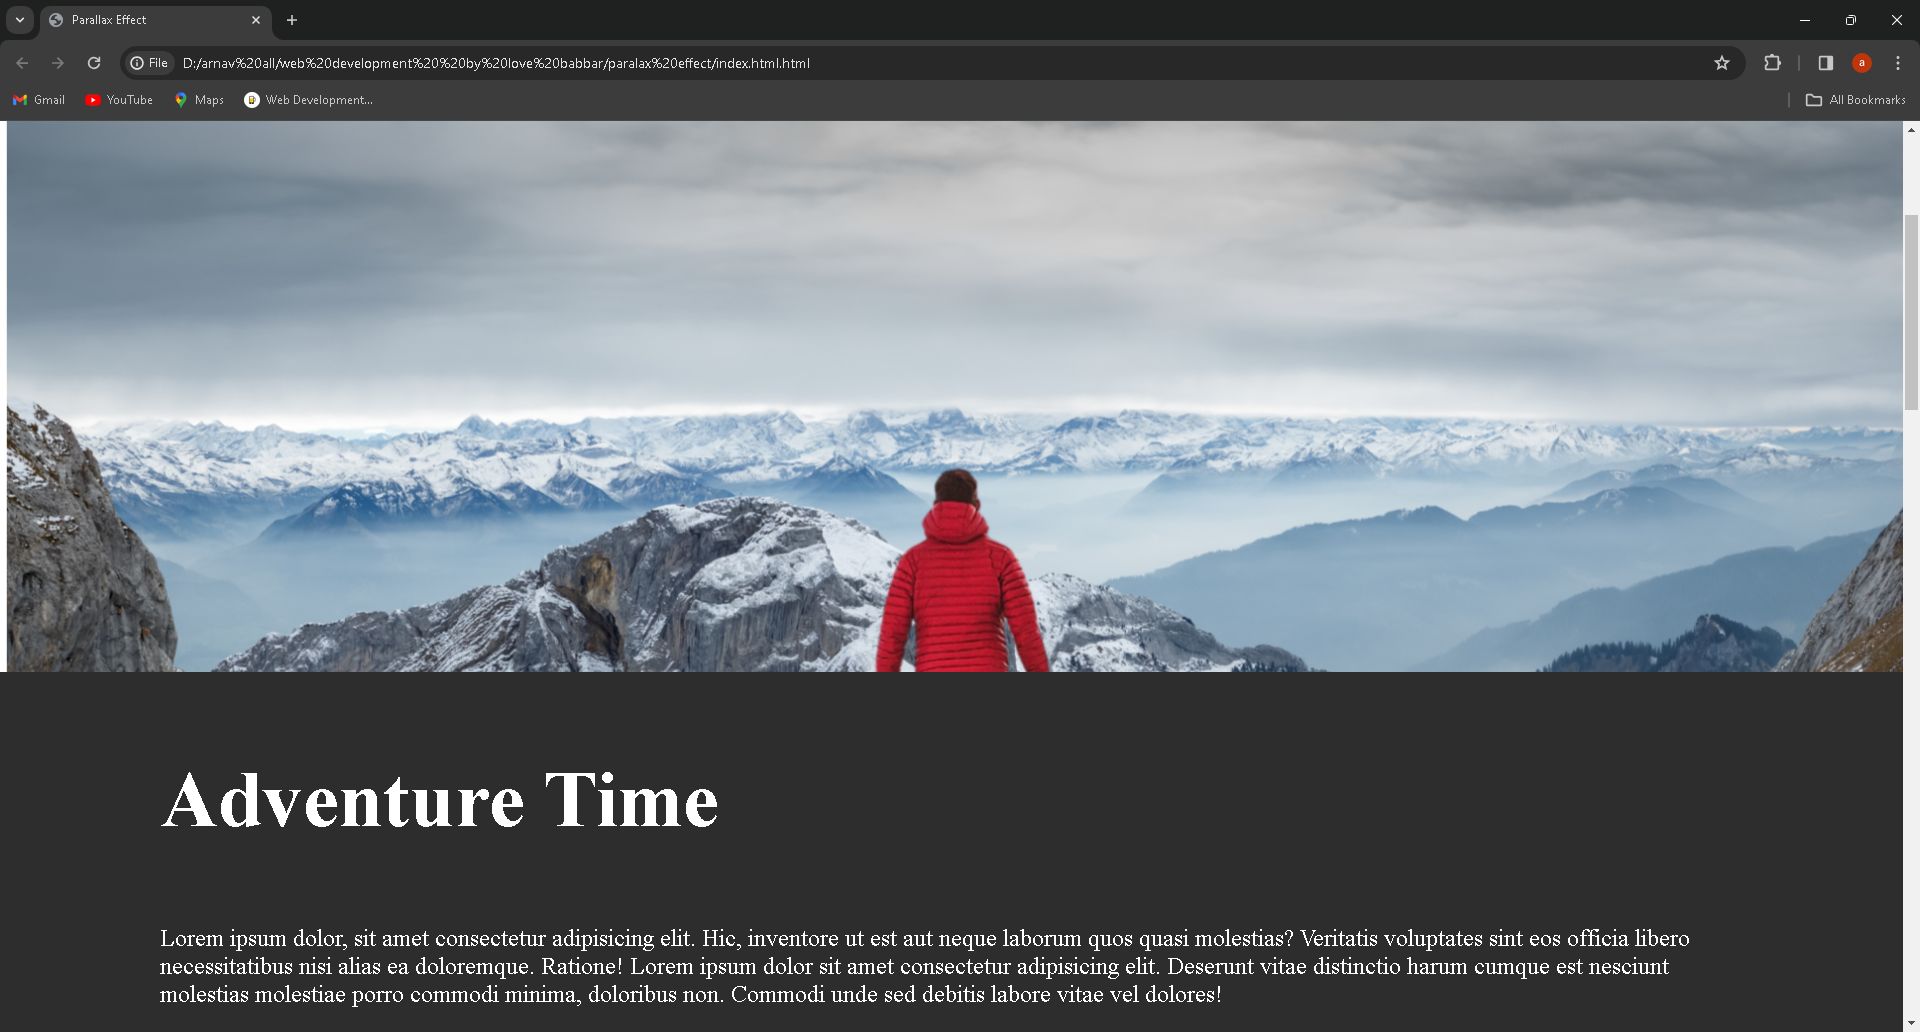 Parallax Effect
File D:/arnav%20all/web%20development%20%20by%20love%20babbar/paralax%20effect/index.html.html
a
Gmail YouTube Maps Web Development... All Bookmarks
Adventure Time
Lorem ipsum dolor, sit amet consectetur adipisicing elit. Hic, inventore ut est aut neque laborum quos quasi molestias? Veritatis voluptates sint eos officia libero
necessitatibus nisi alias ea doloremque. Ratione! Lorem ipsum dolor sit amet consectetur adipisicing elit. Deserunt vitae distinctio harum cumque est nesciunt
molestias molestiae porro commodi minima, doloribus non. Commodi unde sed debitis labore vitae vel dolores!